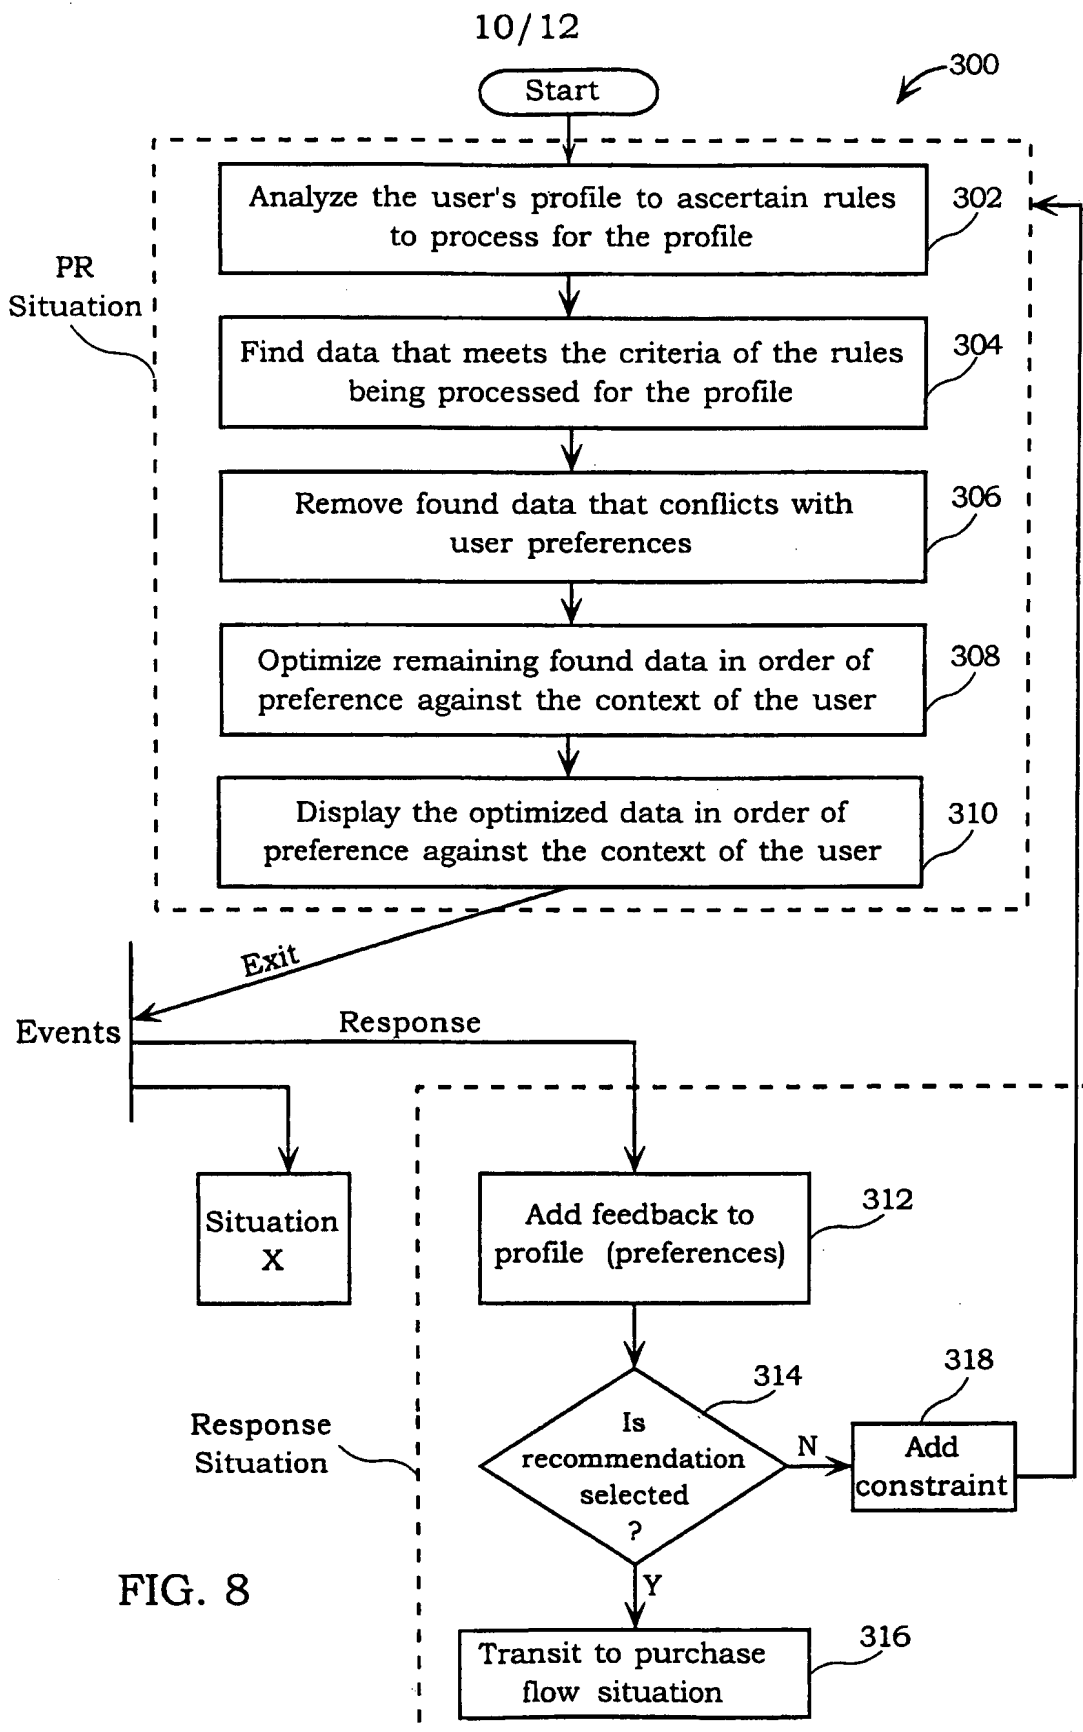 10/12
300
Start
Analyze the user's profile to ascertain rules
to process for the profile
302
PR
Situation
Find data that meets the criteria of the rules
being processed for the profile
304
Remove found data that conflicts with
user preferences
306
Optimize remaining found data in order of
preference against the context of the user
308
Display the optimized data in order of
preference against the context of the user
310
Exit
Events
Response
Situation
X
Add feedback to
profile (preferences)
312
Response
Situation
Is
recommendation
selected
?
314
N
318
Add
constraint
Y
Transit to purchase
flow situation
316
FIG. 8